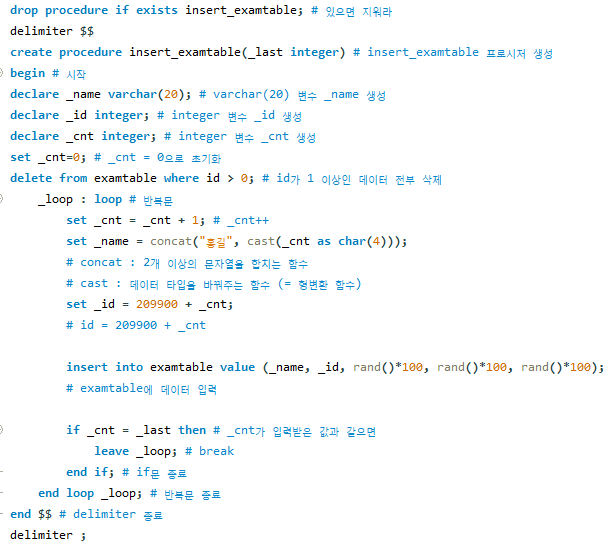 drop procedure if exists insert_examtable; # 있으면 지워라
delimiter $$
create procedure insert_examtable(_last integer) # insert_examtable 프로시저 생성
begin # 시작
declare _name varchar(20); # varchar(20) 변수 _name 생성
declare _id integer; # integer 변수 _id 생성
declare _cnt integer; # integer 변수 _cnt 생성
set _cnt=0; # _cnt = 0으로 초기화
delete from examtable where id > 0; # id가 1 이상인 데이터 전부 삭제
_loop : loop # 반복문
set _cnt = _cnt + 1; # _cnt++
set _name = concat("홍길", cast(_cnt as char(4)));
# concat : 2개 이상의 문자열을 합치는 함수
# cast : 데이터 타입을 바꿔주는 함수 (= 형변환 함수)
set _id = 209900 + _cnt;
# id = 209900 + _cnt
insert into examtable value (_name, _id, rand()*100, rand()*100, rand()*100);
# examtable에 데이터 입력
if _cnt = _last then # _cnt가 입력받은 값과 같으면
leave _loop; # break
end if; # if문 종료
end loop _loop; # 반복문 종료
end $$ # delimiter 종료
delimiter ;